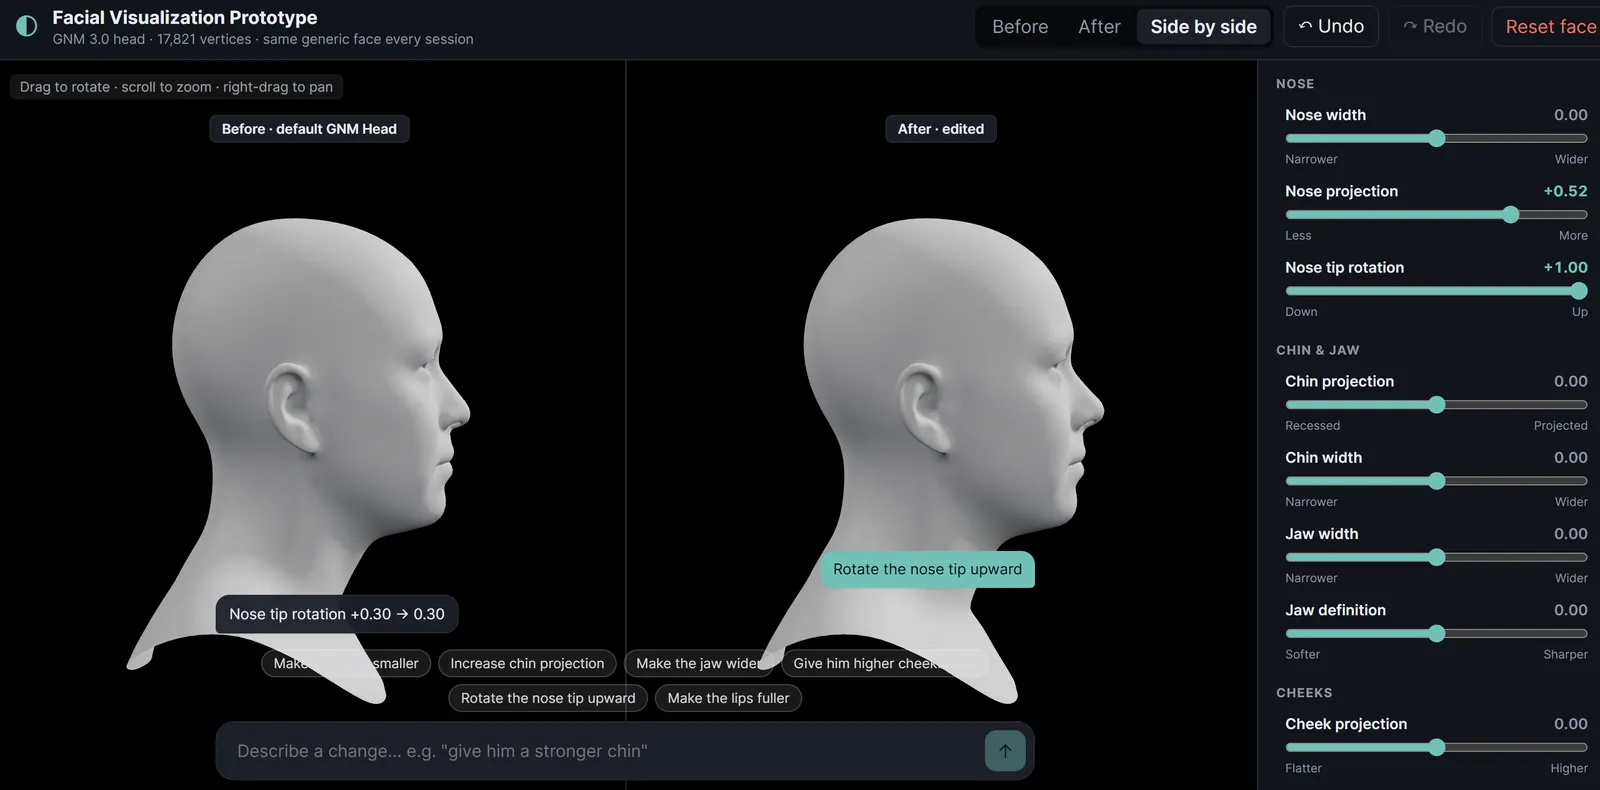 Facial Visualization Prototype
GNM 3.0 head · 17,821 vertices · same generic face every session
Before
After
Side by side
↶ Undo
↷ Redo
Reset face
Drag to rotate · scroll to zoom · right-drag to pan
Before · default GNM Head
After · edited
Rotate the nose tip upward
Nose tip rotation +0.30 → 0.30
Make smaller
Increase chin projection
Make the jaw wider
Give him higher cheek
Rotate the nose tip upward
Make the lips fuller
Describe a change... e.g. "give him a stronger chin"
NOSE
Nose width 0.00
Narrower Wider
Nose projection +0.52
Less More
Nose tip rotation +1.00
Down Up
CHIN & JAW
Chin projection 0.00
Recessed Projected
Chin width 0.00
Narrower Wider
Jaw width 0.00
Narrower Wider
Jaw definition 0.00
Softer Sharper
CHEEKS
Cheek projection 0.00
Flatter Higher